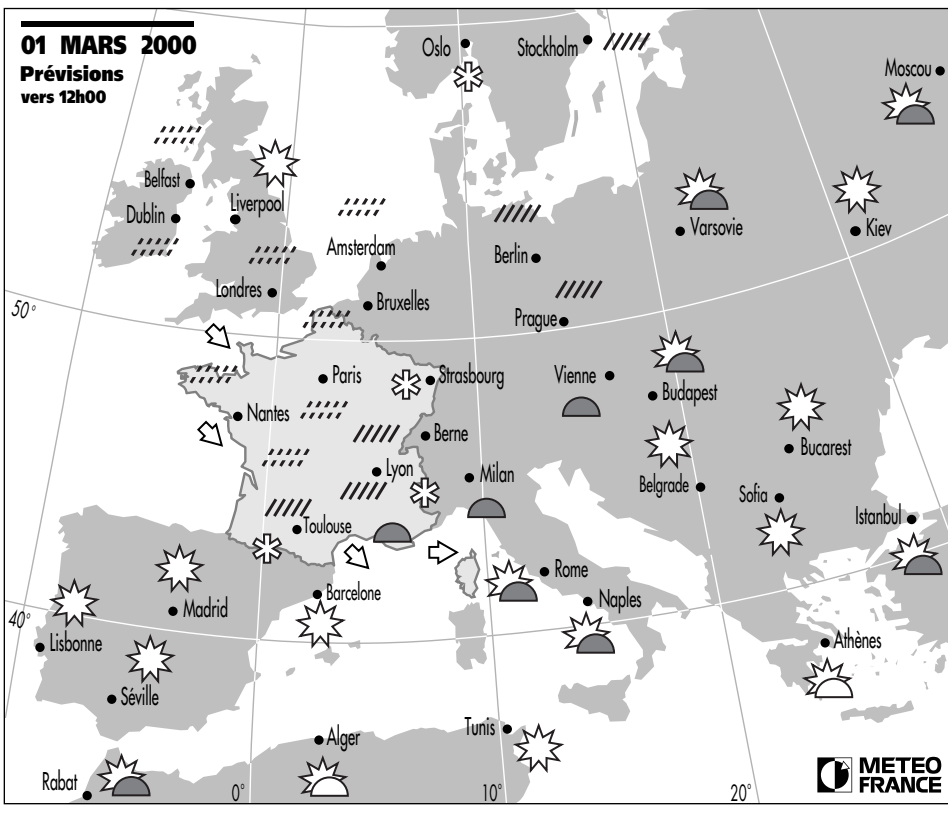 01 MARS 2000
Prévisions
vers 12h00
Oslo
Stockholm
Moscou
Belfast
Liverpool
Dublin
Amsterdam
Varsovie
Kiev
Berlin
Londres
Bruxelles
50°
Prague
Paris
Strasbourg
Vienne
Budapest
Nantes
Berne
Bucarest
Lyon
Milan
Belgrade
Sofia
Istanbul
Toulouse
Rome
Barcelone
Madrid
Naples
40°
Lisbonne
Athènes
Séville
Tunis
Alger
Rabat
0°
10°
20°
METEO
FRANCE